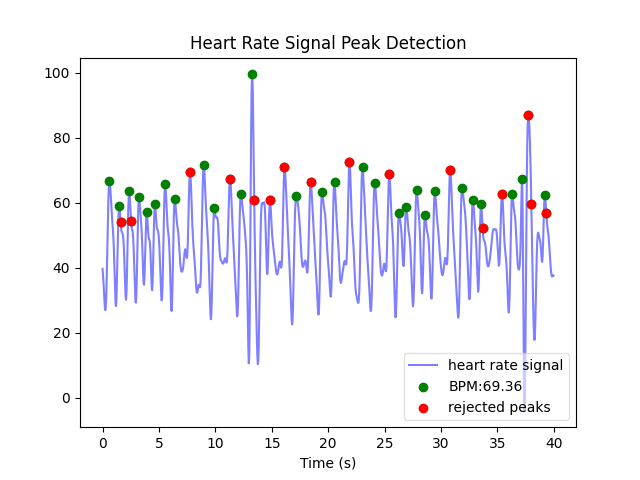 Heart Rate Signal Peak Detection
100
80
60
40
20
0
heart rate signal
BPM:69.36
rejected peaks
0 5 10 15 20 25 30 35 40
Time (s)